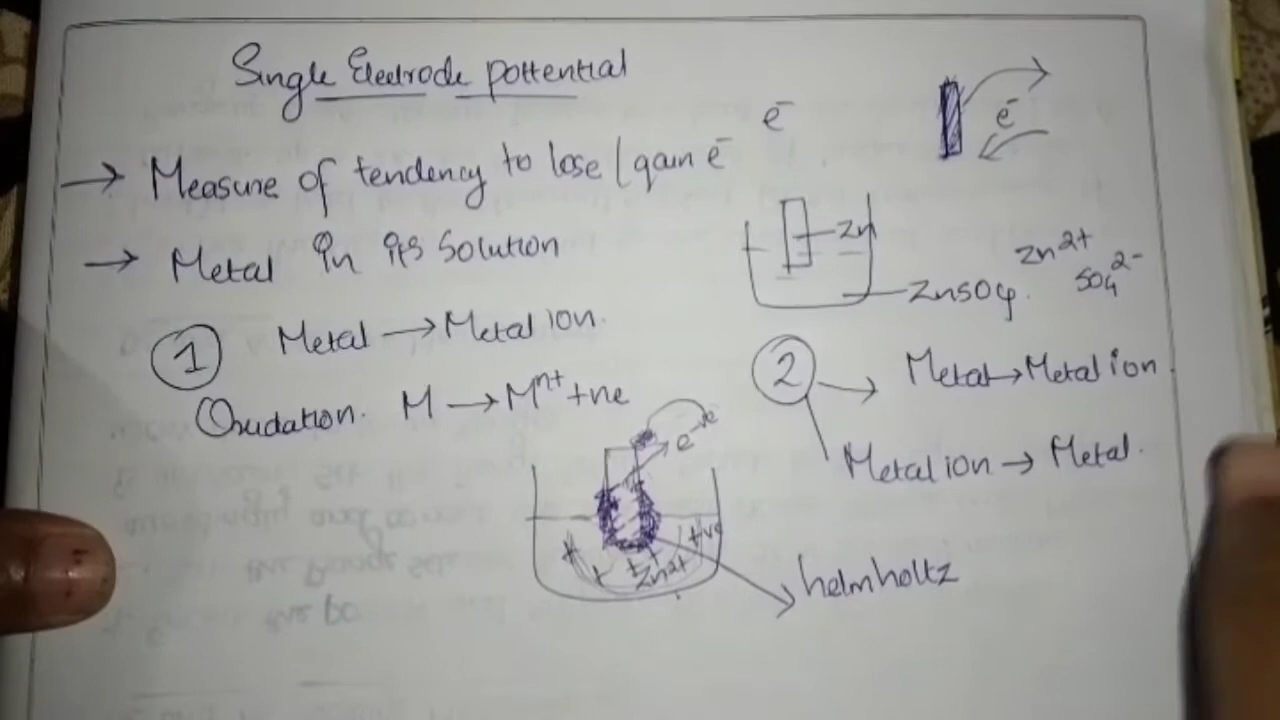 Single Electrode pottential
e⁻
e⁻
→ Measure of tendency to lose / gain e⁻
→ Metal in its Solution
Zn
ZnSO4.
Zn²⁺
SO₄²⁻
① Metal → Metal ion.
Oxidation. M → Mⁿ⁺ + ne
② → Metal → Metal ion
Metal ion → Metal.
e⁻
+ + + + +ve
Zn²⁺
helmholtz